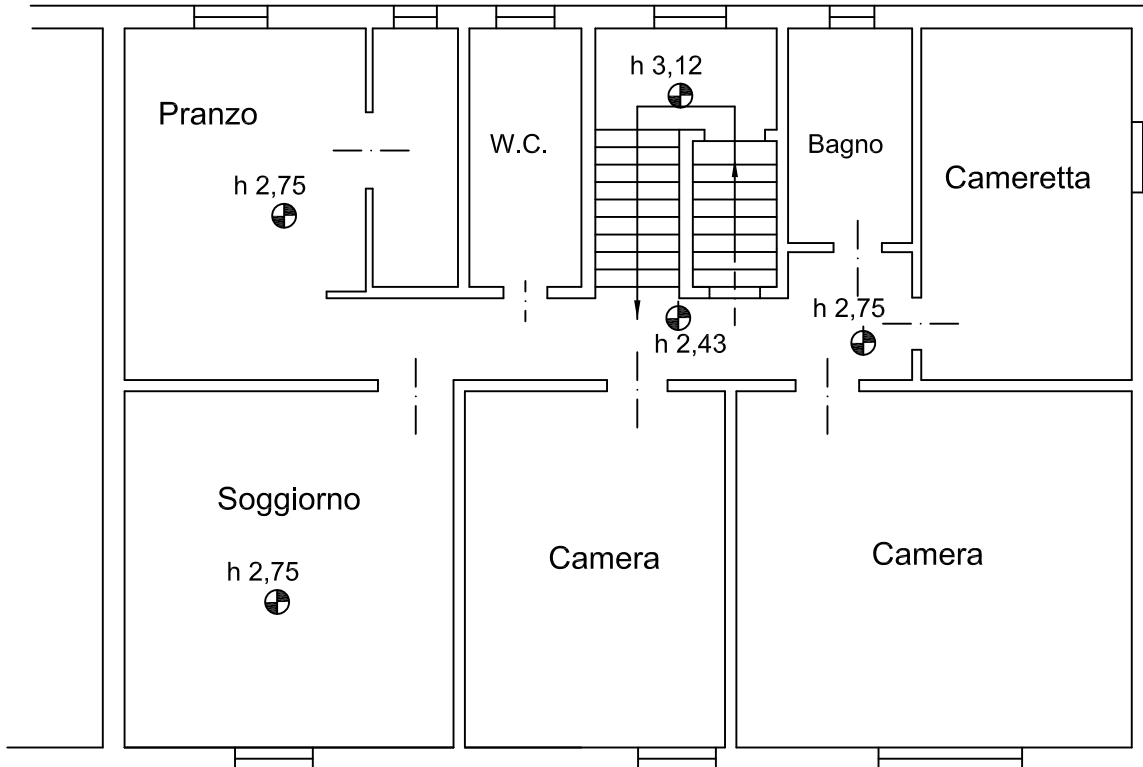 h 3,12
Pranzo
W.C.
Bagno
Cameretta
h 2,75
h 2,75
h 2,43
Soggiorno
Camera
Camera
h 2,75